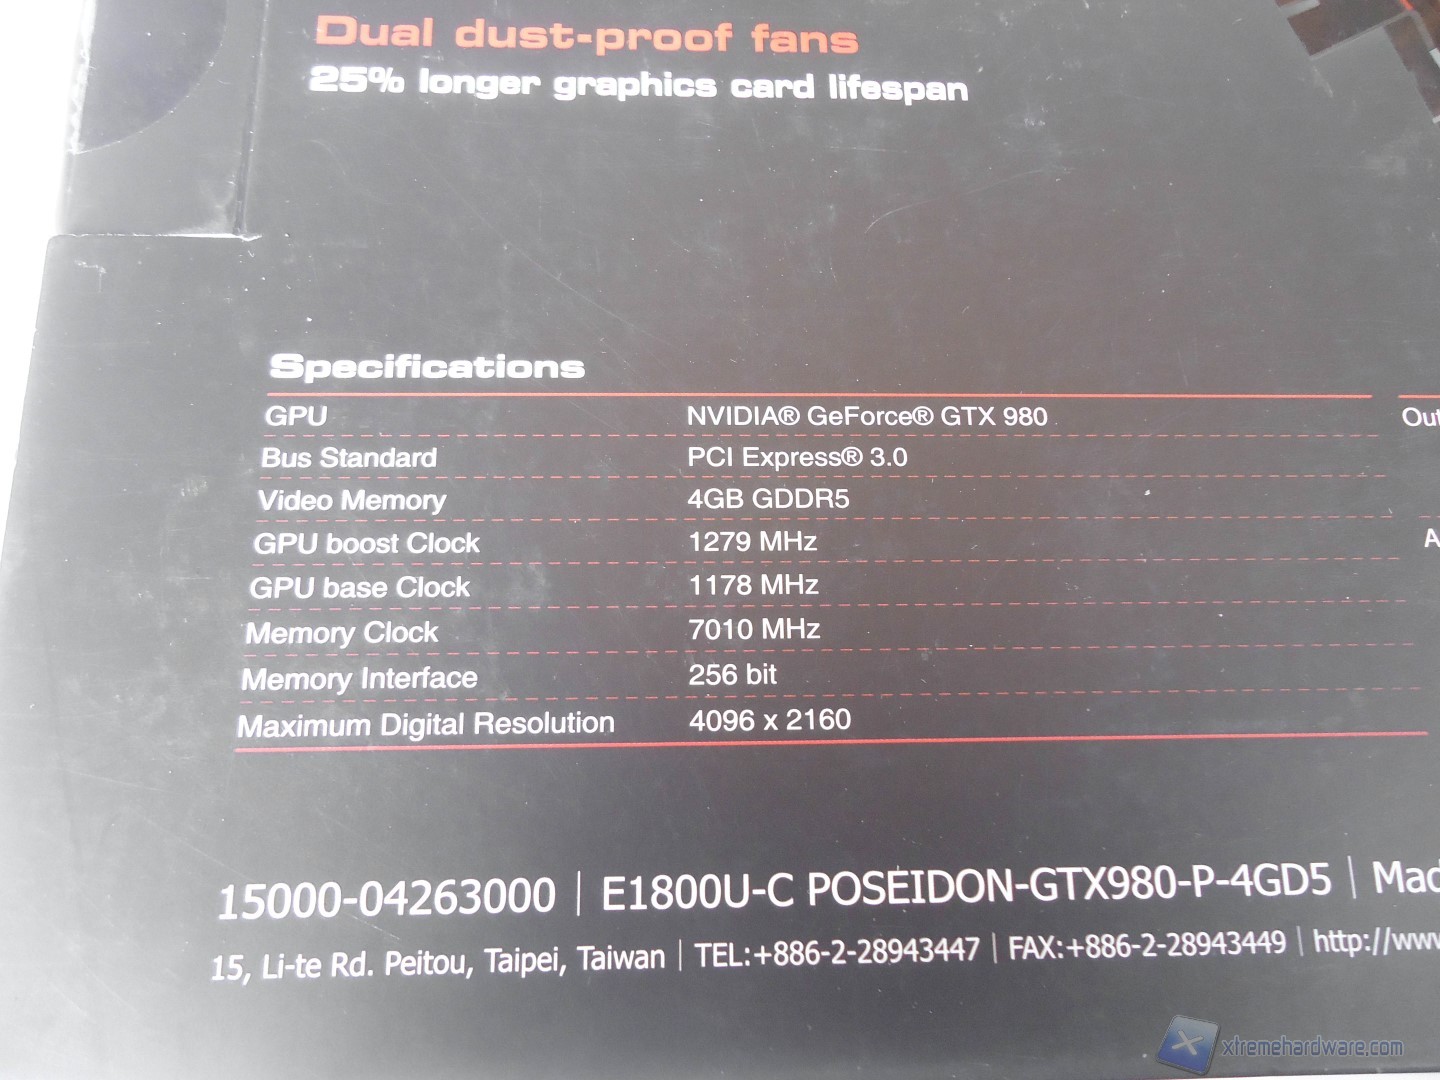 Dual dust-proof fans
25% longer graphics card lifespan
Specifications
GPU NVIDIA® GeForce® GTX 980
Bus Standard PCI Express® 3.0
Video Memory 4GB GDDR5
GPU boost Clock 1279 MHz
GPU base Clock 1178 MHz
Memory Clock 7010 MHz
Memory Interface 256 bit
Maximum Digital Resolution 4096 x 2160
15000-04263000 | E1800U-C POSEIDON-GTX980-P-4GD5 |
15, Li-te Rd. Peitou, Taipei, Taiwan | TEL:+886-2-28943447 | FAX:+886-2-28943449 | http://www
xtremehardware.com